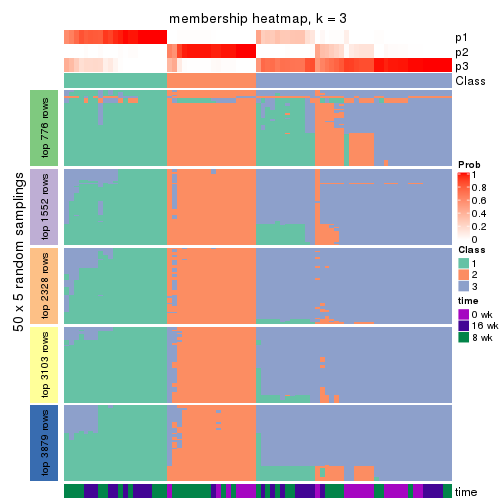 membership heatmap, k = 3
p1
p2
p3
Class
50 x 5 random samplings
top 776 rows
top 1552 rows
top 2328 rows
top 3103 rows
top 3879 rows
Prob
1
0.8
0.6
0.4
0.2
0
Class
1
2
3
time
0 wk
16 wk
8 wk
time